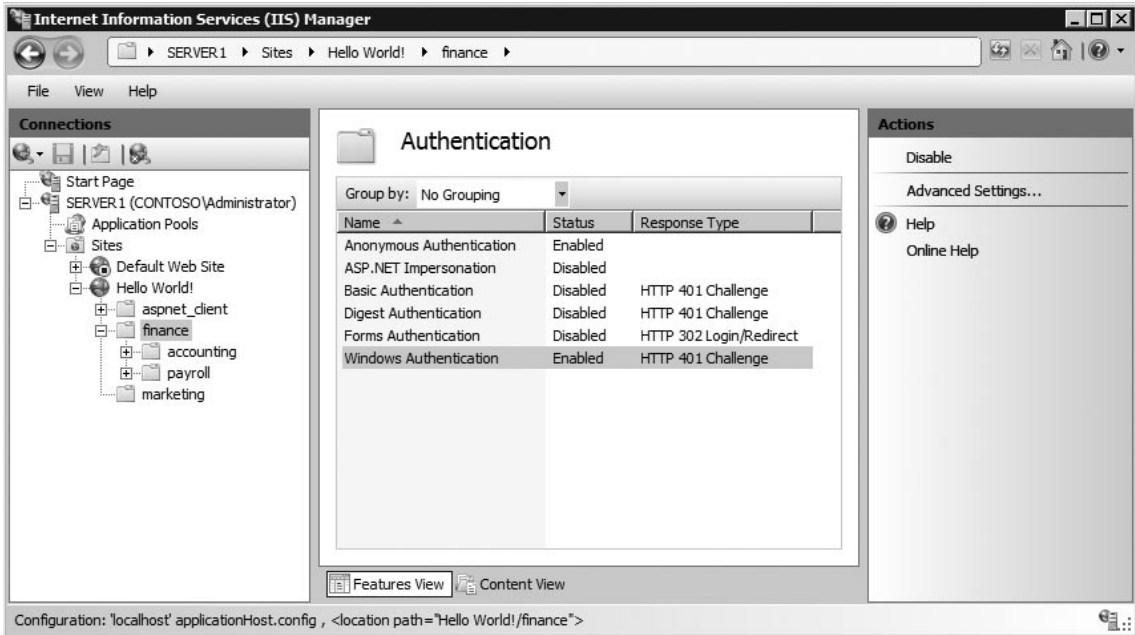 Internet Information Services (IIS) Manager
SERVER1 Sites Hello World! finance
File View Help
Connections
Start Page
SERVER1 (CONTOSO\Administrator)
Application Pools
Sites
Default Web Site
Hello World!
aspnet_client
finance
accounting
payroll
marketing
Authentication
Group by: No Grouping
Name Status Response Type
Anonymous Authentication Enabled
ASP.NET Impersonation Disabled
Basic Authentication Disabled HTTP 401 Challenge
Digest Authentication Disabled HTTP 401 Challenge
Forms Authentication Disabled HTTP 302 Login/Redirect
Windows Authentication Enabled HTTP 401 Challenge
Features View Content View
Actions
Disable
Advanced Settings...
Help
Online Help
Configuration: 'localhost' applicationHost.config , <location path="Hello World!/finance">